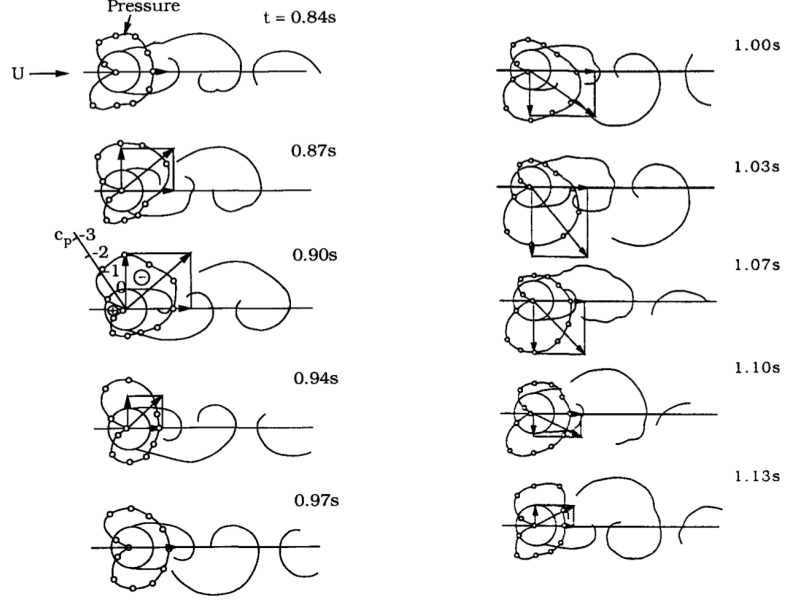 Pressure
t = 0.84s
U
0.87s
cp -3
-2
-1
0
0.90s
−
+
0.94s
0.97s
1.00s
1.03s
1.07s
1.10s
1.13s